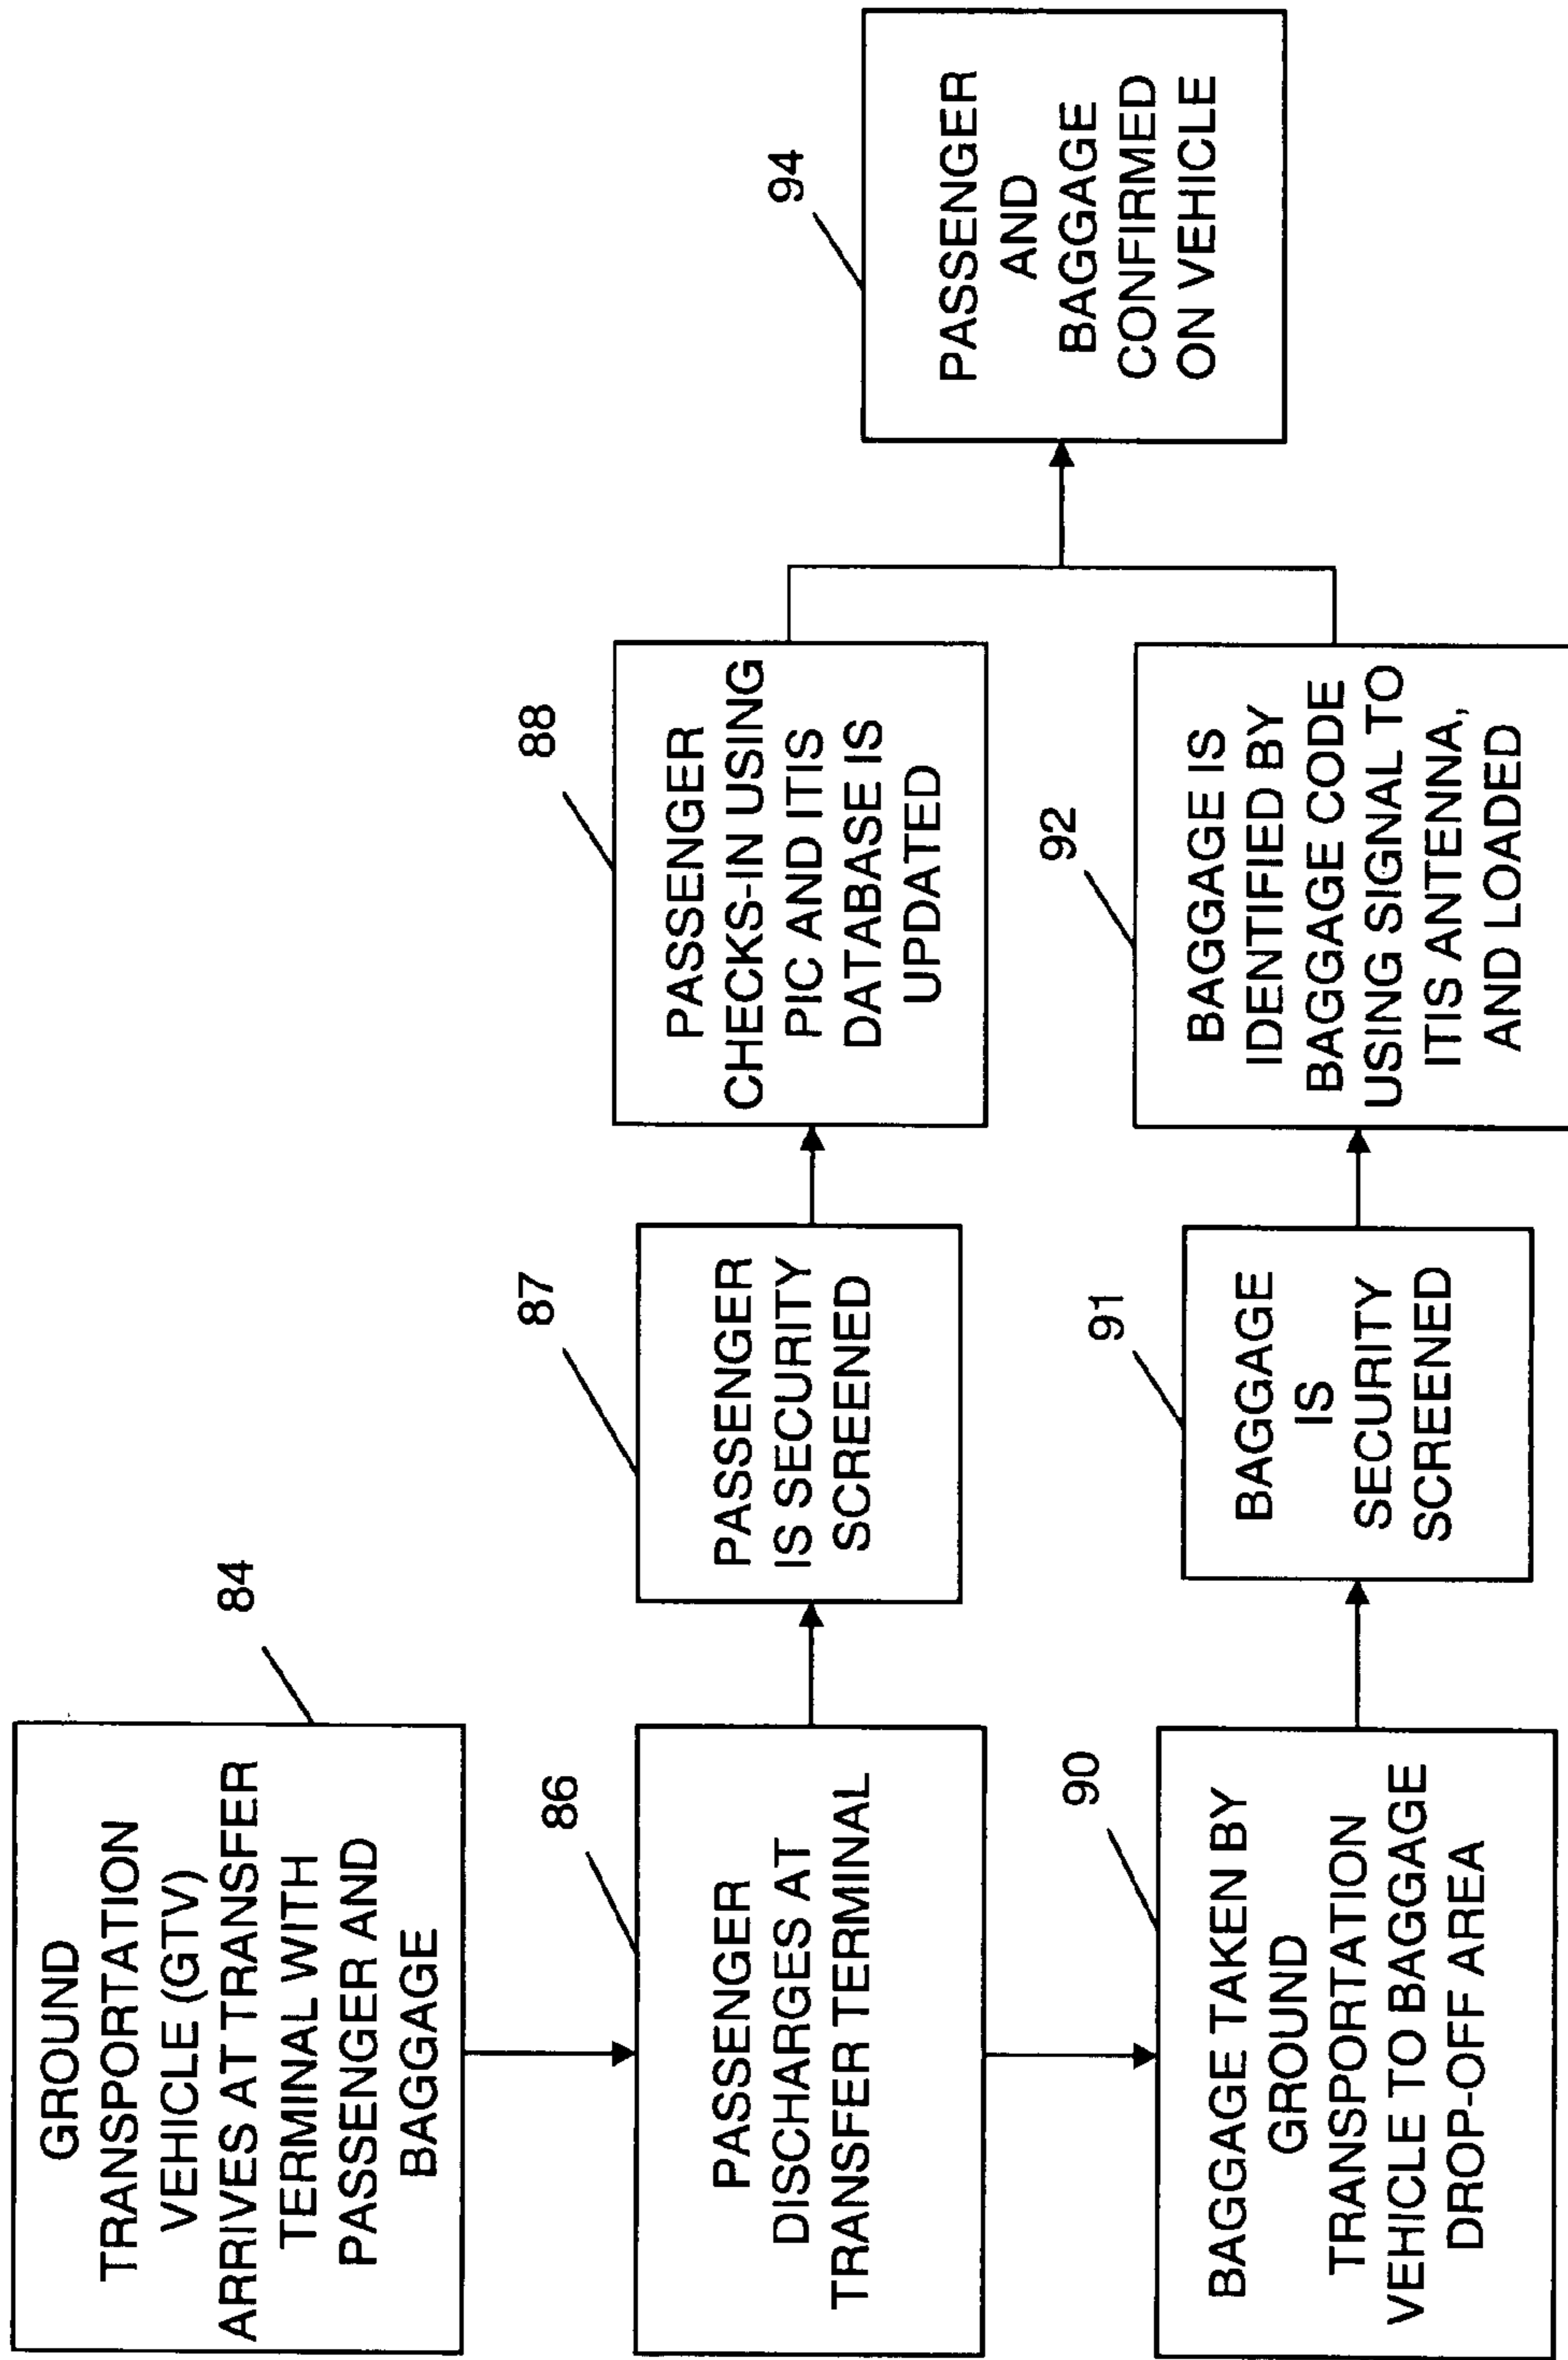 84
GROUND
TRANSPORTATION
VEHICLE (GTV)
ARRIVES AT TRANSFER
TERMINAL WITH
PASSENGER AND
BAGGAGE
86
PASSENGER
DISCHARGES AT
TRANSFER TERMINAL
87
PASSENGER
IS SECURITY
SCREENED
88
PASSENGER
CHECKS-IN USING
PIC AND ITIS
DATABASE IS
UPDATED
90
BAGGAGE TAKEN BY
GROUND
TRANSPORTATION
VEHICLE TO BAGGAGE
DROP-OFF AREA
91
BAGGAGE
IS
SECURITY
SCREENED
92
BAGGAGE IS
IDENTIFIED BY
BAGGAGE CODE
USING SIGNAL TO
ITIS ANTENNA,
AND LOADED
94
PASSENGER
AND
BAGGAGE
CONFIRMED
ON VEHICLE